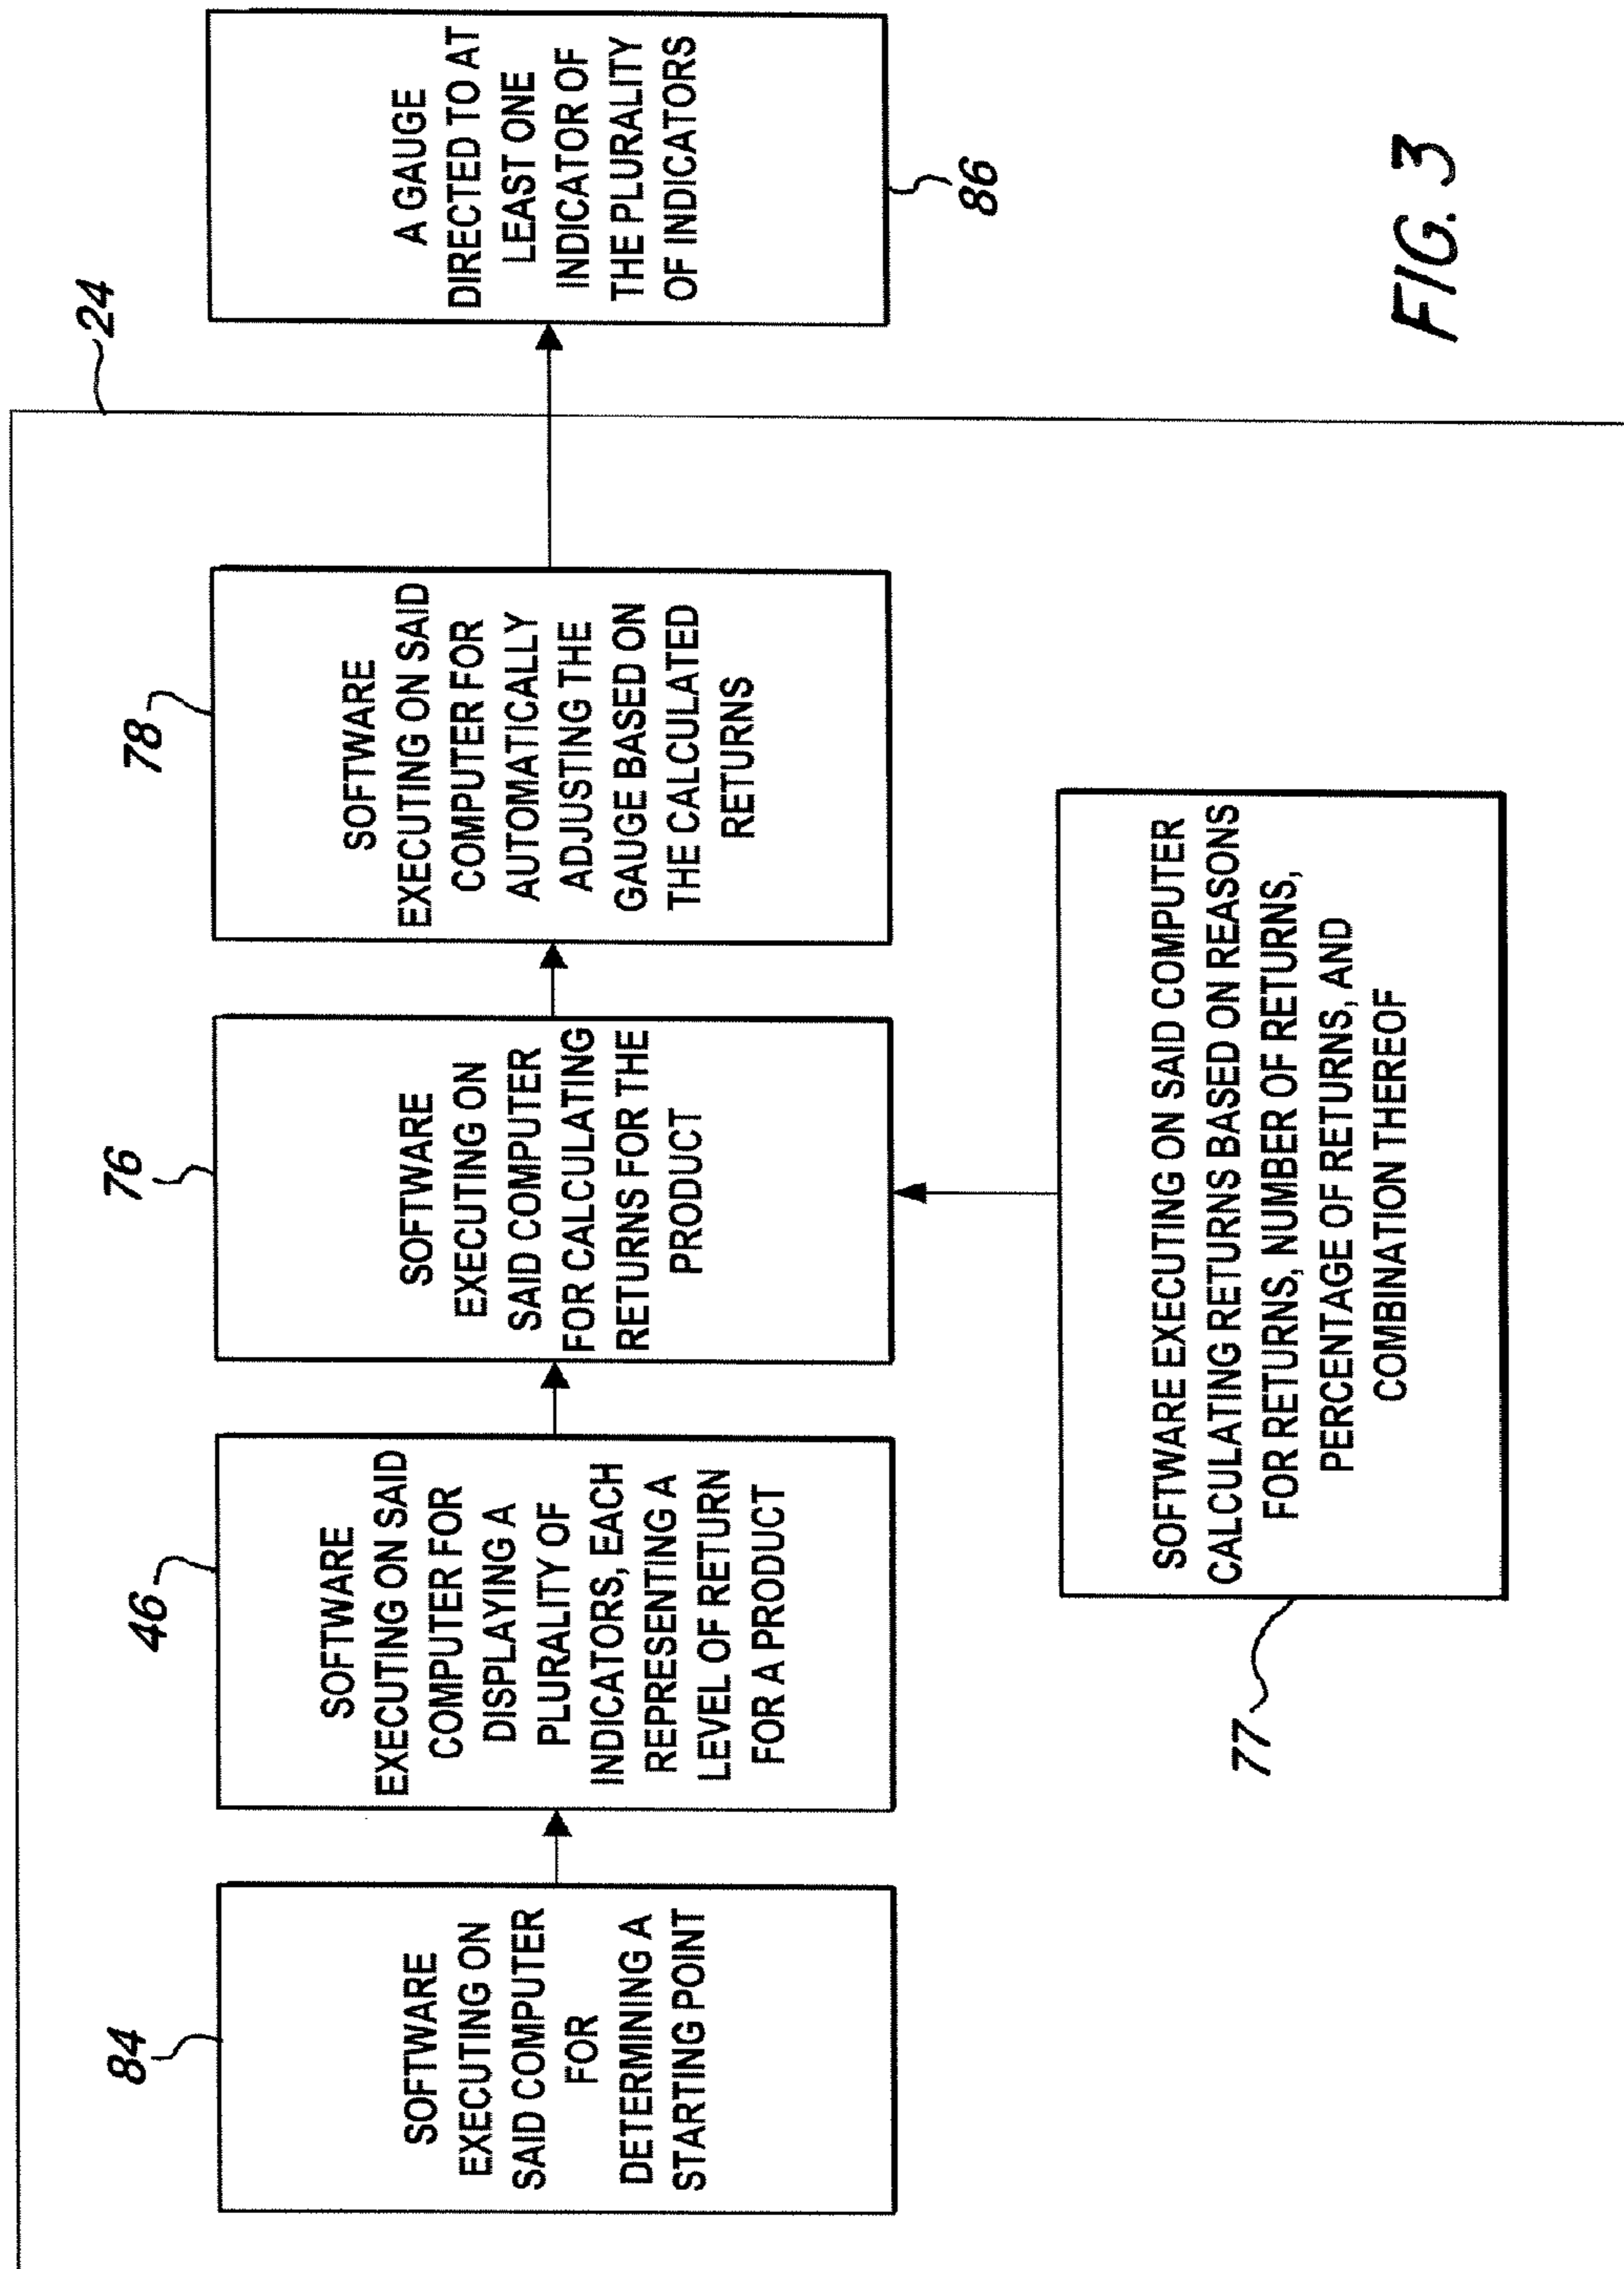 24
84
SOFTWARE
EXECUTING ON
SAID COMPUTER
FOR
DETERMINING A
STARTING POINT
46
SOFTWARE
EXECUTING ON SAID
COMPUTER FOR
DISPLAYING A
PLURALITY OF
INDICATORS, EACH
REPRESENTING A
LEVEL OF RETURN
FOR A PRODUCT
76
SOFTWARE
EXECUTING ON
SAID COMPUTER
FOR CALCULATING
RETURNS FOR THE
PRODUCT
78
SOFTWARE
EXECUTING ON SAID
COMPUTER FOR
AUTOMATICALLY
ADJUSTING THE
GAUGE BASED ON
THE CALCULATED
RETURNS
A GAUGE
DIRECTED TO AT
LEAST ONE
INDICATOR OF
THE PLURALITY
OF INDICATORS
86
77
SOFTWARE EXECUTING ON SAID COMPUTER
CALCULATING RETURNS BASED ON REASONS
FOR RETURNS, NUMBER OF RETURNS,
PERCENTAGE OF RETURNS, AND
COMBINATION THEREOF
FIG. 3